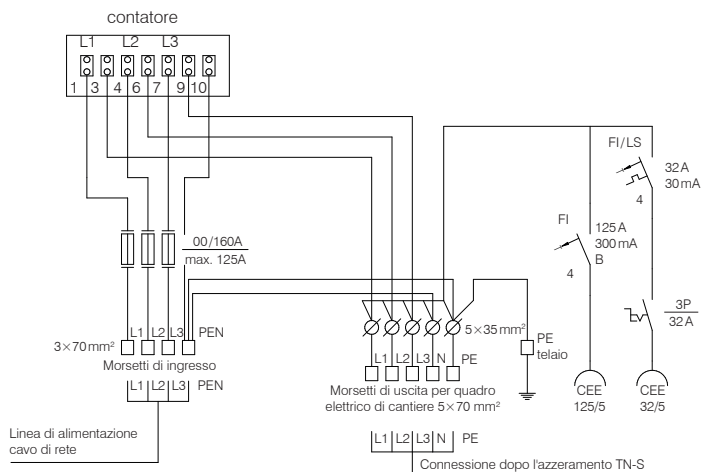 contatore
L1 L2 L3
1 3 4 6 7 9 10
FI/LS
32 A
30 mA
4
FI
125 A
300 mA
B
4
00/160A
max. 125A
3P
32 A
L1 L2 L3 PEN
3×70 mm²
Morsetti di ingresso
L1 L2 L3 PEN
Linea di alimentazione
cavo di rete
5×35 mm²
PE
telaio
L1 L2 L3 N PE
Morsetti di uscita per quadro
elettrico di cantiere 5×70 mm²
L1 L2 L3 N PE
Connessione dopo l'azzeramento TN-S
CEE
125/5
CEE
32/5